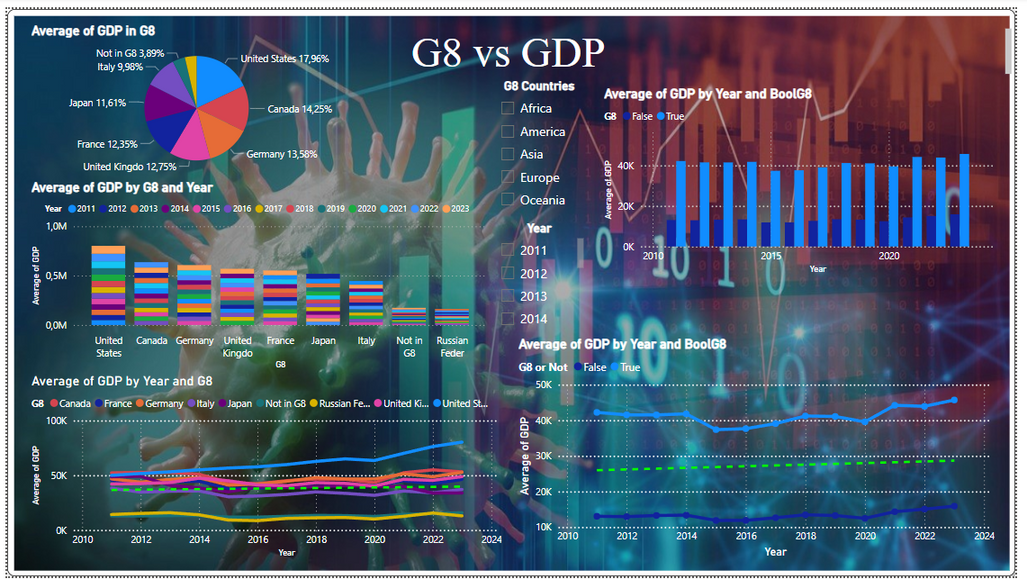 Average of GDP in G8
Not in G8 3,89%
United States 17,96%
Italy 9,98%
Japan 11,61%
Canada 14,25%
France 12,35%
Germany 13,58%
United Kingdo 12,75%
G8 vs GDP
G8 Countries
Africa
America
Asia
Europe
Oceania
Year
2011
2012
2013
2014
Average of GDP by Year and BoolG8
G8 False True
Average of GDP
40K
20K
0K
2010 2015 2020
Year
Average of GDP by G8 and Year
Year 2011 2012 2013 2014 2015 2016 2017 2018 2019 2020 2021 2022 2023
Average of GDP
1,0M
0,5M
0,0M
United States Canada Germany United Kingdo France Japan Italy Not in G8 Russian Feder
G8
Average of GDP by Year and G8
G8 Canada France Germany Italy Japan Not in G8 Russian Fe... United Ki... United St...
Average of GDP
100K
50K
0K
2010 2012 2014 2016 2018 2020 2022 2024
Year
Average of GDP by Year and BoolG8
G8 or Not False True
Average of GDP
50K
40K
30K
20K
10K
2010 2012 2014 2016 2018 2020 2022 2024
Year